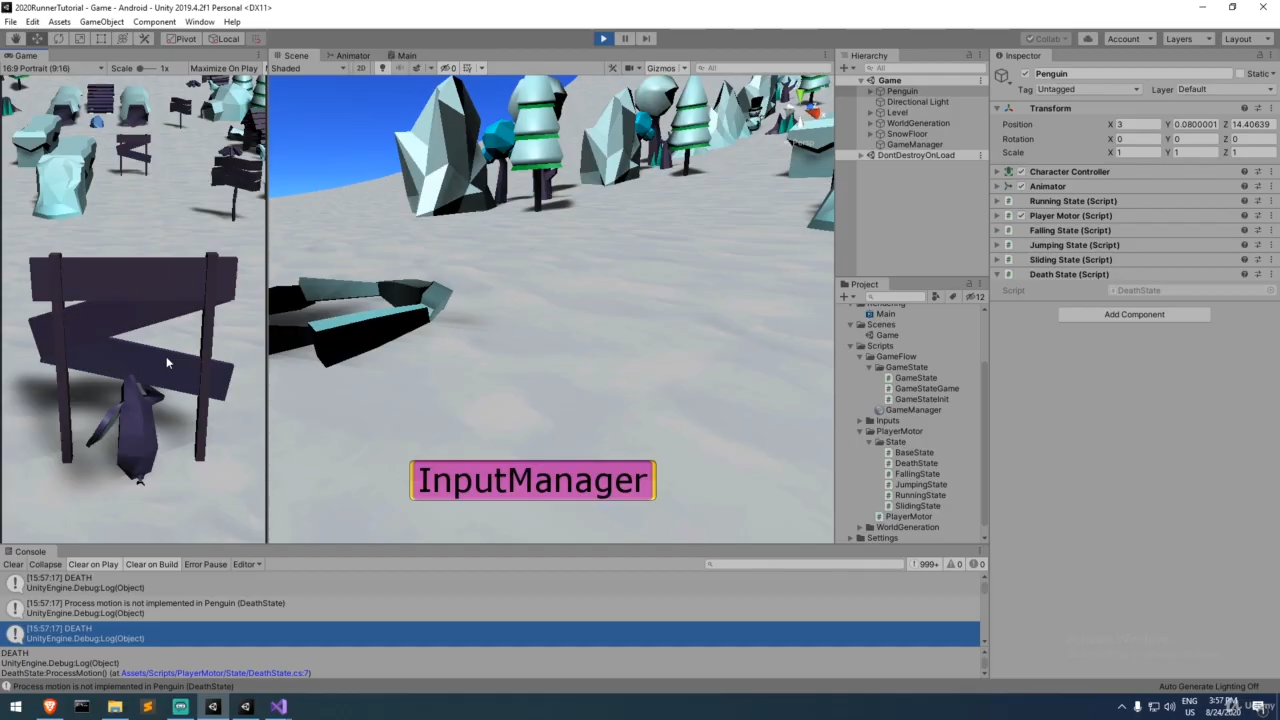 2020RunnerTutorial - Game - Android - Unity 2019.4.2f1 Personal <DX11>
File Edit Assets GameObject Component Window Help
Pivot Local Collab Account Layers Layout
Game Scene Animator Main Hierarchy Inspector
16:9 Portrait (9:16) Scale 1x Maximize On Play Shaded 2D 0 Gizmos All All
Penguin Static
Tag Untagged Layer Default
Game
Penguin
Directional Light
Level
WorldGeneration
SnowFloor
GameManager
DontDestroyOnLoad
Persp
Transform
Position X 3 Y 0.0800001 Z 14.40639
Rotation X 0 Y 0 Z 0
Scale X 1 Y 1 Z 1
Character Controller
Animator
Running State (Script)
Player Motor (Script)
Falling State (Script)
Jumping State (Script)
Sliding State (Script)
Death State (Script)
Script DeathState
Add Component
Project
12
Rendering
Main
Scenes
Game
Scripts
GameFlow
GameState
GameState
GameStateGame
GameStateInit
GameManager
Inputs
PlayerMotor
State
BaseState
DeathState
FallingState
JumpingState
RunningState
SlidingState
PlayerMotor
WorldGeneration
Settings
InputManager
Console
Clear Collapse Clear on Play Clear on Build Error Pause Editor 999+ 0 0
[15:57:17] DEATH
UnityEngine.Debug:Log(Object)
[15:57:17] Process motion is not implemented in Penguin (DeathState)
UnityEngine.Debug:Log(Object)
[15:57:17] DEATH
UnityEngine.Debug:Log(Object)
DEATH
UnityEngine.Debug:Log(Object)
DeathState:ProcessMotion() (at Assets/Scripts/PlayerMotor/State/DeathState.cs:7)
Process motion is not implemented in Penguin (DeathState)
Auto Generate Lighting Off
ENG
US
3:57 PM
8/24/2020
Udemy